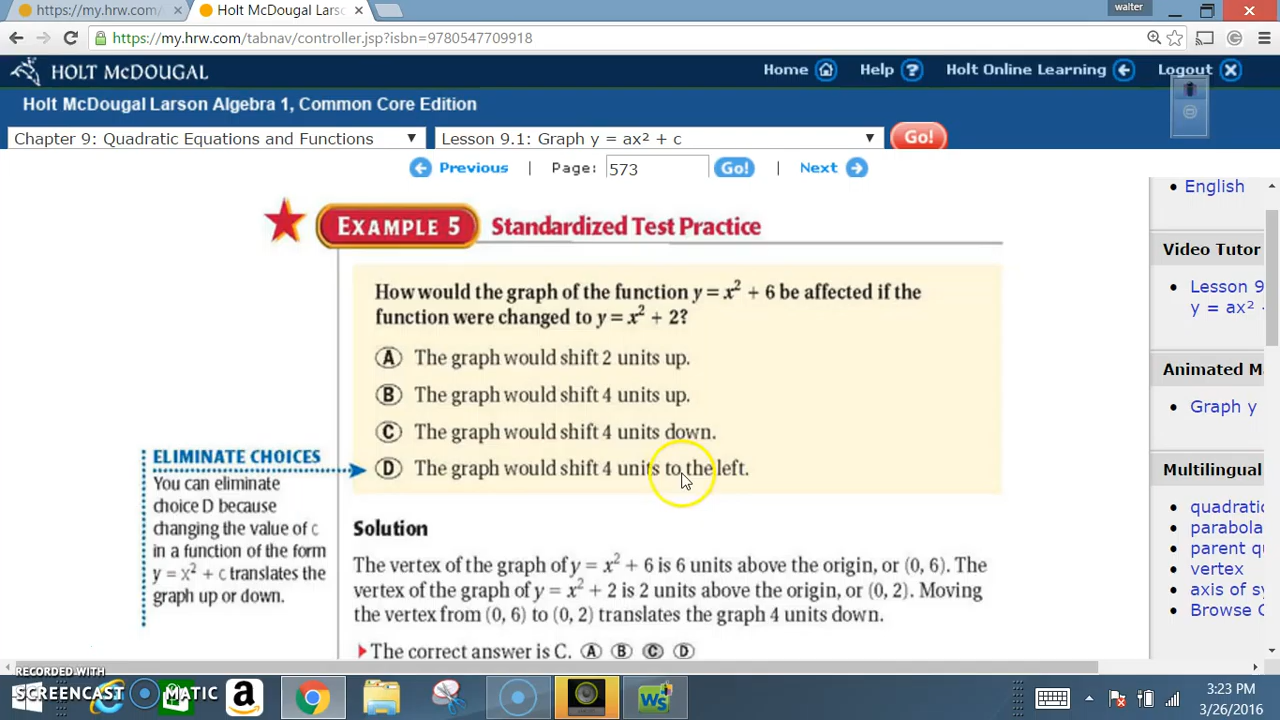 https://my.hrw.com/tabnav/c
Holt McDougal Lars
walter
https://my.hrw.com/tabnav/controller.jsp?isbn=9780547709918
HOLT McDOUGAL
Home
Help ?
Holt Online Learning
Logout
Holt McDougal Larson Algebra 1, Common Core Edition
Chapter 9: Quadratic Equations and Functions
Lesson 9.1: Graph y = ax² + c
Go!
Previous | Page: 573 Go! | Next
EXAMPLE 5 Standardized Test Practice
How would the graph of the function y = x² + 6 be affected if the
function were changed to y = x² + 2?
A The graph would shift 2 units up.
B The graph would shift 4 units up.
C The graph would shift 4 units down.
D The graph would shift 4 units to the left.
ELIMINATE CHOICES
You can eliminate
choice D because
changing the value of c
in a function of the form
y = x² + c translates the
graph up or down.
Solution
The vertex of the graph of y = x² + 6 is 6 units above the origin, or (0, 6). The
vertex of the graph of y = x² + 2 is 2 units above the origin, or (0, 2). Moving
the vertex from (0, 6) to (0, 2) translates the graph 4 units down.
The correct answer is C. A B C D
• English
Video Tutor
• Lesson 9
y = ax²
Animated M
• Graph y
Multilingual
• quadrati
• parabola
• parent q
• vertex
• axis of sy
• Browse C
RECORDED WITH
SCREENCAST MATIC
3:23 PM
3/26/2016